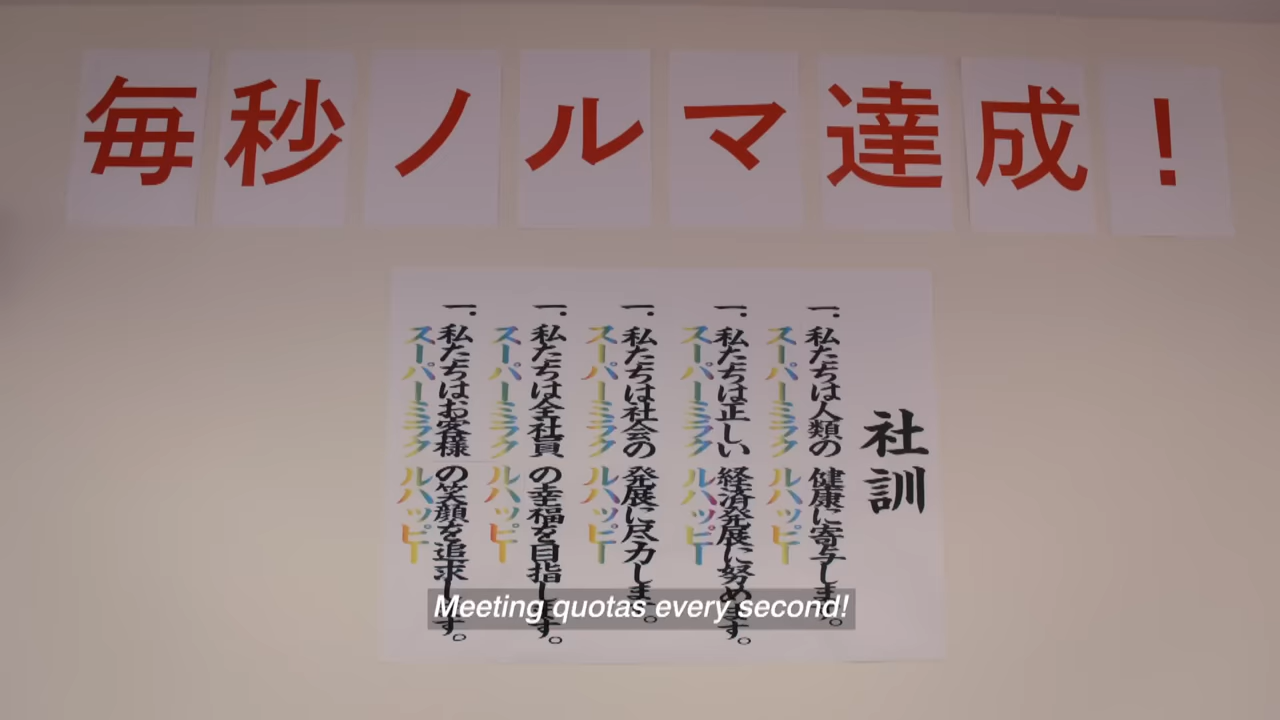 毎秒ノルマ達成！
社訓
一.私たちは人類の健康に寄与します。
スーパーミラクルハッピー
一.私たちは正しい経済発展に努めます。
スーパーミラクルハッピー
一.私たちは社会の発展に尽力します。
スーパーミラクルハッピー
一.私たちは全社員の幸福を目指します。
スーパーミラクルハッピー
一.私たちはお客様の笑顔を追求します。
スーパーミラクルハッピー
Meeting quotas every second!